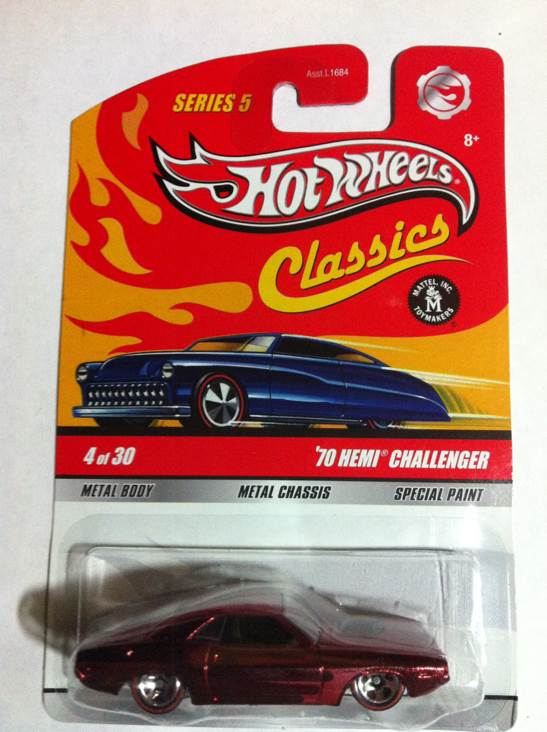 Asst.L1684
SERIES 5
8+
Hot Wheels®
Classics
MATTEL, INC.
M
TOYMAKERS ®
4 of 30 '70 HEMI® CHALLENGER
METAL BODY METAL CHASSIS SPECIAL PAINT